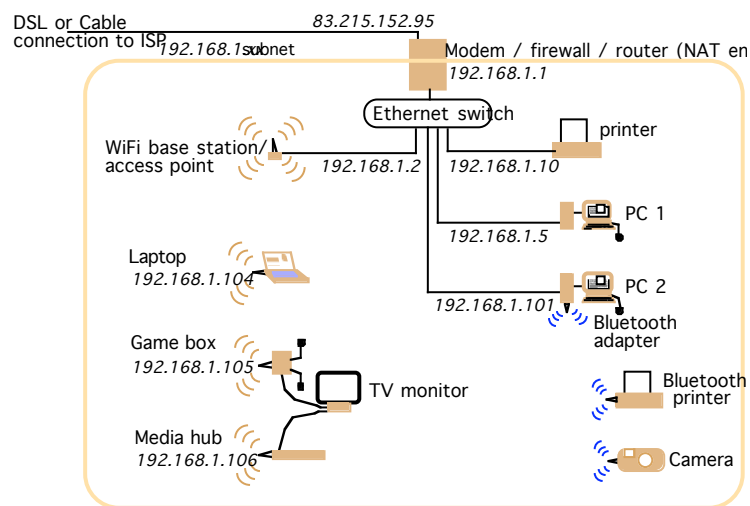 DSL or Cable
connection to ISP
83.215.152.95
192.168.1.xxx subnet
Modem / firewall / router (NAT en
192.168.1.1
Ethernet switch
WiFi base station/
access point
192.168.1.2
192.168.1.10
printer
192.168.1.5
PC 1
Laptop
192.168.1.104
192.168.1.101
PC 2
Bluetooth
adapter
Game box
192.168.1.105
TV monitor
Bluetooth
printer
Media hub
192.168.1.106
Camera